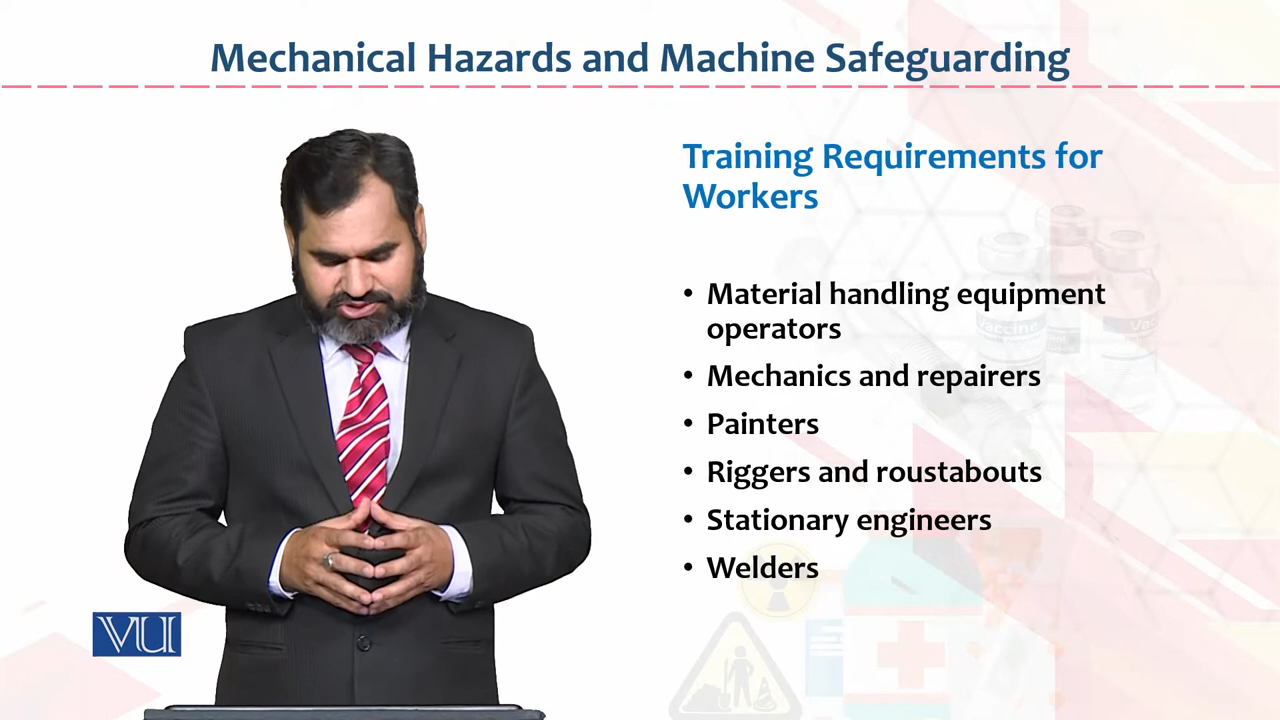 Mechanical Hazards and Machine Safeguarding
Training Requirements for
Workers
• Material handling equipment
operators
• Mechanics and repairers
• Painters
• Riggers and roustabouts
• Stationary engineers
• Welders
VU
Vaccine